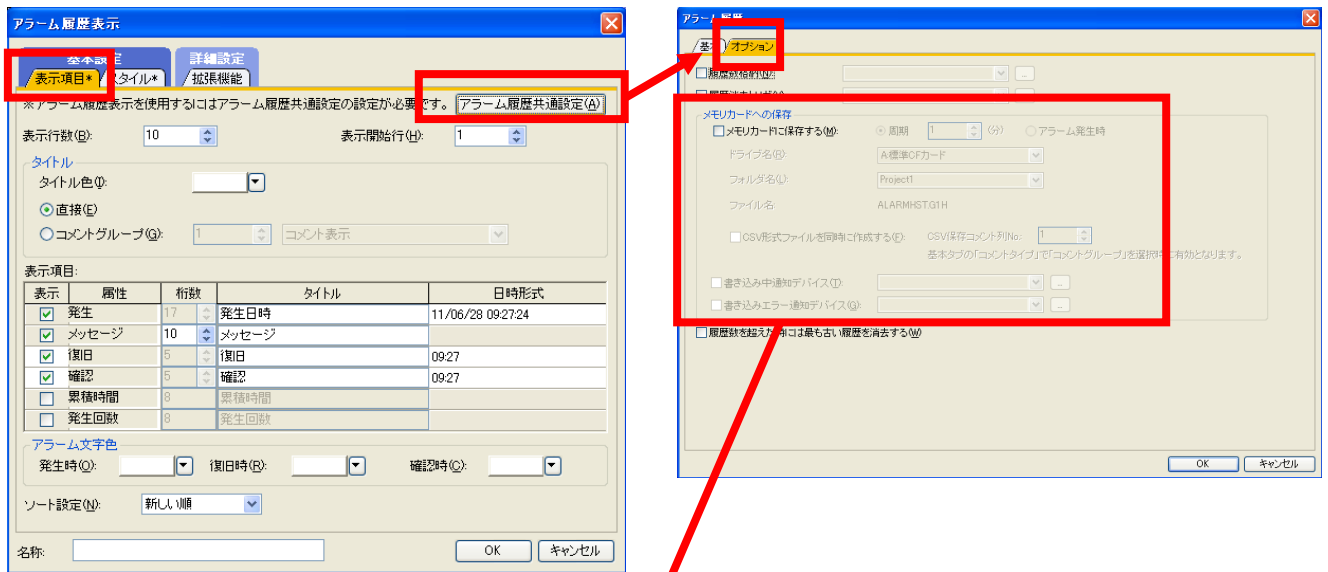 アラーム履歴表示
基本設定 詳細設定
表示項目* スタイル* 拡張機能
※アラーム履歴表示を使用するにはアラーム履歴共通設定の設定が必要です。 アラーム履歴共通設定(A)
表示行数(B): 10 表示開始行(H): 1
タイトル
タイトル色(I):
直接(E)
コメントグループ(G): 1 コメント表示
表示項目:
表示 属性 桁数 タイトル 日時形式
発生 17 発生日時 11/06/28 09:27:24
メッセージ 10 メッセージ
復旧 5 復旧 09:27
確認 5 確認 09:27
累積時間 8 累積時間
発生回数 8 発生回数
アラーム文字色
発生時(O): 復旧時(R): 確認時(C):
ソート設定(N): 新しい順
名称:
OK キャンセル
アラーム履歴
基本 オプション
履歴数格納(N):
メモリカードへの保存
メモリカードに保存する(M): 周期 1 (分) アラーム発生時
ドライブ名(R): A:標準CFカード
フォルダ名(L): Project1
ファイル名 ALARMHST.G1H
CSV形式ファイルを同時に作成する(F): CSV保存コメント列No.: 1
基本タブの「コメントタイプ」で「コメントグループ」を選択時に有効となります。
書き込み中通知デバイス(T):
書き込みエラー通知デバイス(G):
履歴数を超えた時には最も古い履歴を消去する(W)
OK キャンセル